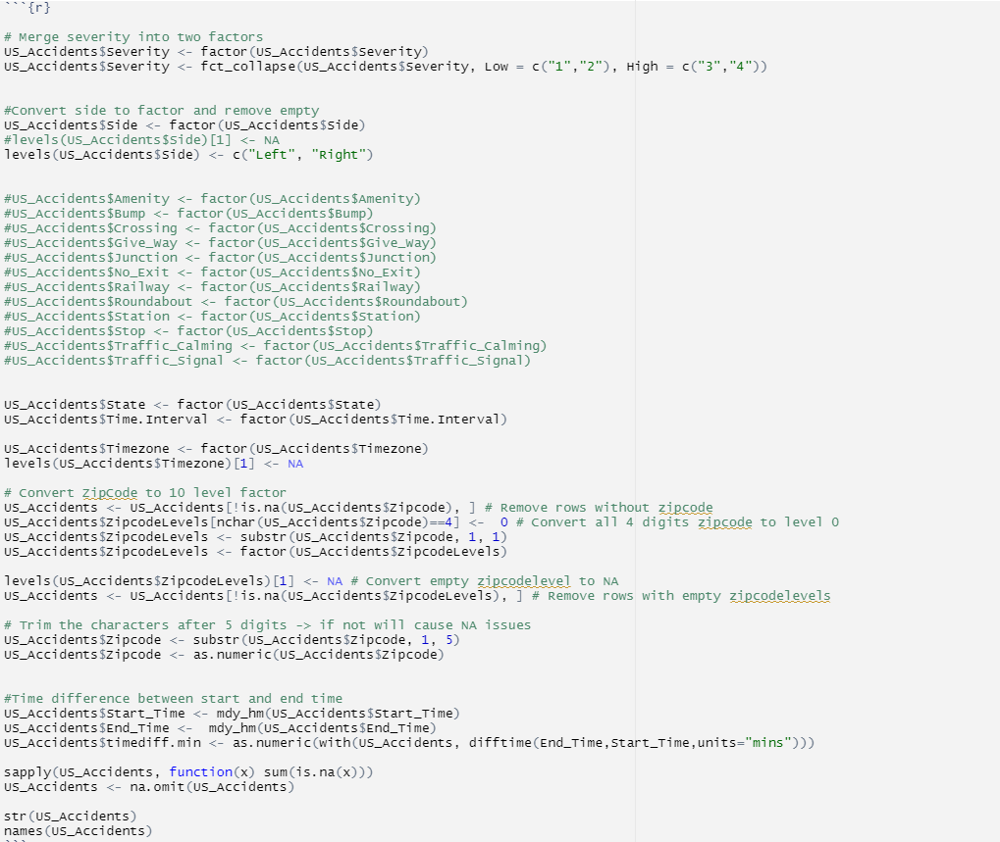 ```{r}
# Merge severity into two factors
US_Accidents$Severity <- factor(US_Accidents$Severity)
US_Accidents$Severity <- fct_collapse(US_Accidents$Severity, Low = c("1","2"), High = c("3","4"))
#Convert side to factor and remove empty
US_Accidents$Side <- factor(US_Accidents$Side)
#levels(US_Accidents$Side)[1] <- NA
levels(US_Accidents$Side) <- c("Left", "Right")
#US_Accidents$Amenity <- factor(US_Accidents$Amenity)
#US_Accidents$Bump <- factor(US_Accidents$Bump)
#US_Accidents$Crossing <- factor(US_Accidents$Crossing)
#US_Accidents$Give_Way <- factor(US_Accidents$Give_Way)
#US_Accidents$Junction <- factor(US_Accidents$Junction)
#US_Accidents$No_Exit <- factor(US_Accidents$No_Exit)
#US_Accidents$Railway <- factor(US_Accidents$Railway)
#US_Accidents$Roundabout <- factor(US_Accidents$Roundabout)
#US_Accidents$Station <- factor(US_Accidents$Station)
#US_Accidents$Stop <- factor(US_Accidents$Stop)
#US_Accidents$Traffic_Calming <- factor(US_Accidents$Traffic_Calming)
#US_Accidents$Traffic_Signal <- factor(US_Accidents$Traffic_Signal)
US_Accidents$State <- factor(US_Accidents$State)
US_Accidents$Time.Interval <- factor(US_Accidents$Time.Interval)
US_Accidents$Timezone <- factor(US_Accidents$Timezone)
levels(US_Accidents$Timezone)[1] <- NA
# Convert ZipCode to 10 level factor
US_Accidents <- US_Accidents[!is.na(US_Accidents$Zipcode), ] # Remove rows without zipcode
US_Accidents$ZipcodeLevels[nchar(US_Accidents$Zipcode)==4] <-  0 # Convert all 4 digits zipcode to level 0
US_Accidents$ZipcodeLevels <- substr(US_Accidents$Zipcode, 1, 1)
US_Accidents$ZipcodeLevels <- factor(US_Accidents$ZipcodeLevels)
levels(US_Accidents$ZipcodeLevels)[1] <- NA # Convert empty zipcodelevel to NA
US_Accidents <- US_Accidents[!is.na(US_Accidents$ZipcodeLevels), ] # Remove rows with empty zipcodelevels
# Trim the characters after 5 digits -> if not will cause NA issues
US_Accidents$Zipcode <- substr(US_Accidents$Zipcode, 1, 5)
US_Accidents$Zipcode <- as.numeric(US_Accidents$Zipcode)
#Time difference between start and end time
US_Accidents$Start_Time <- mdy_hm(US_Accidents$Start_Time)
US_Accidents$End_Time <-  mdy_hm(US_Accidents$End_Time)
US_Accidents$timediff.min <- as.numeric(with(US_Accidents, difftime(End_Time,Start_Time,units="mins")))
sapply(US_Accidents, function(x) sum(is.na(x)))
US_Accidents <- na.omit(US_Accidents)
str(US_Accidents)
names(US_Accidents)
```